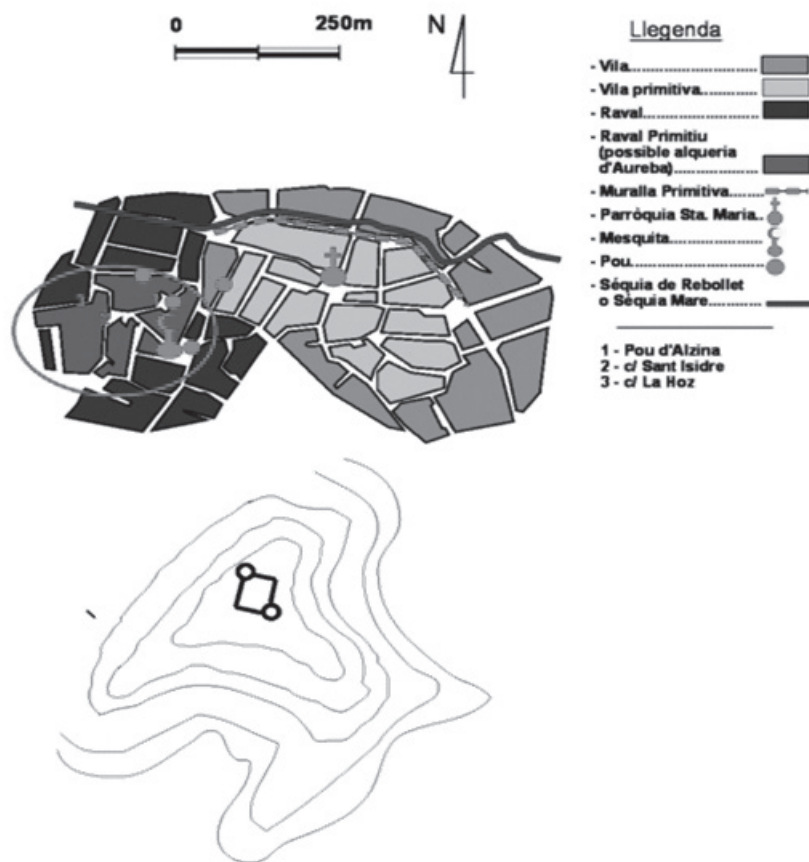 0 250m
N
Llegenda
- Vila..............................
- Vila primitiva..............
- Raval............................
- Raval Primitiu
(possible alqueria
d'Aureba)....................
- Muralla Primitiva......
- Parròquia Sta. Maria..
- Mesquita.....................
- Pou...............................
- Séquia de Rebollet
o Sèquia Mare............
1 - Pou d'Alzina
2 - c/ Sant Isidre
3 - c/ La Hoz